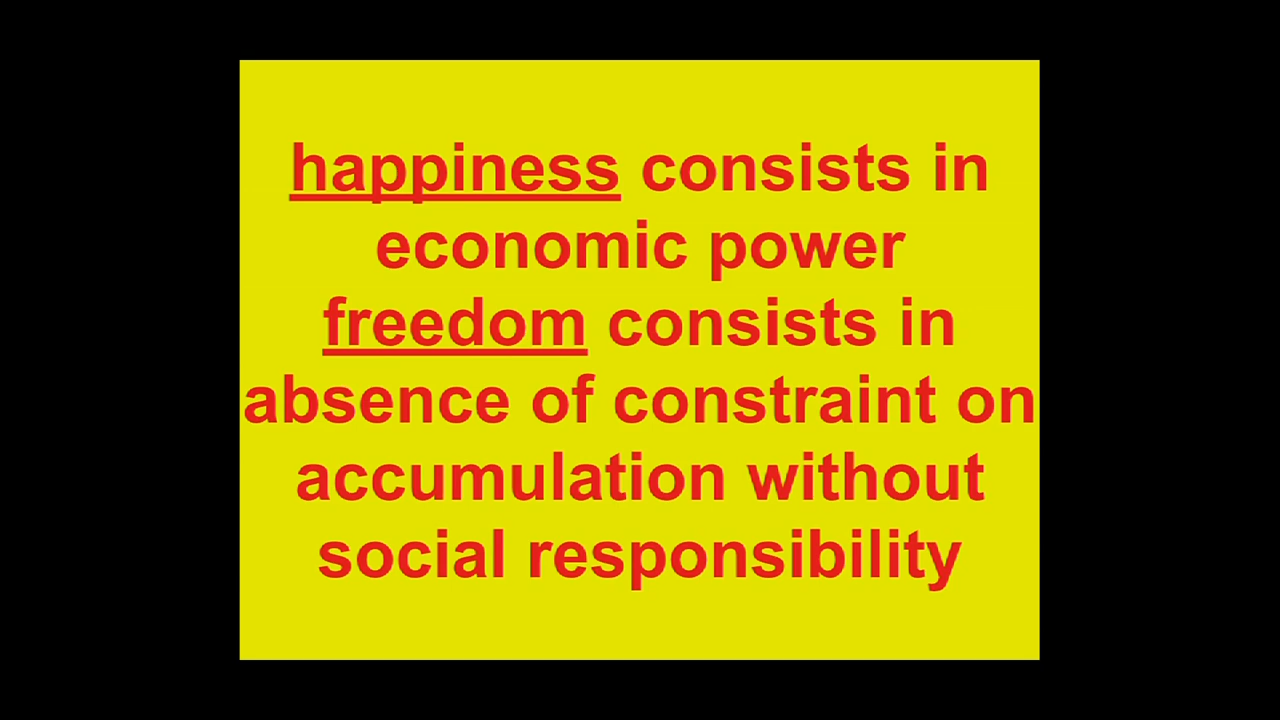 happiness consists in
economic power
freedom consists in
absence of constraint on
accumulation without
social responsibility